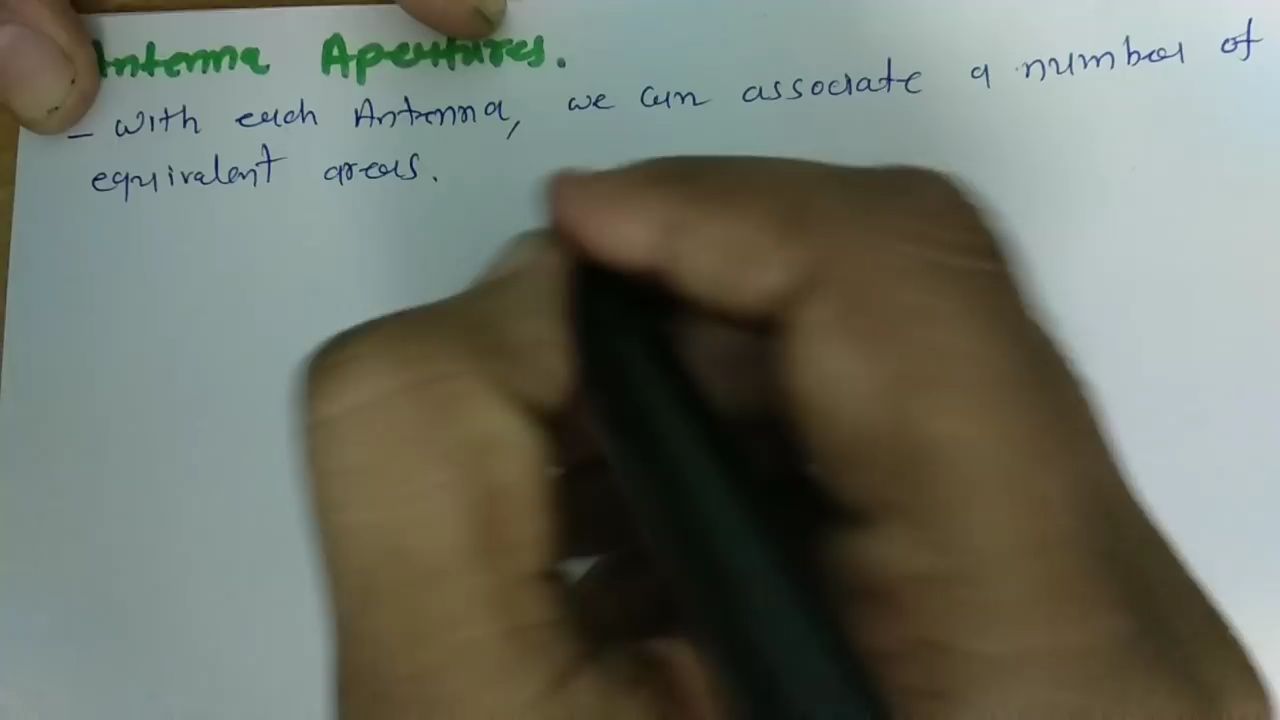 Antenna Apertures.
- With each Antenna, we can associate a number of
equivalent areas.